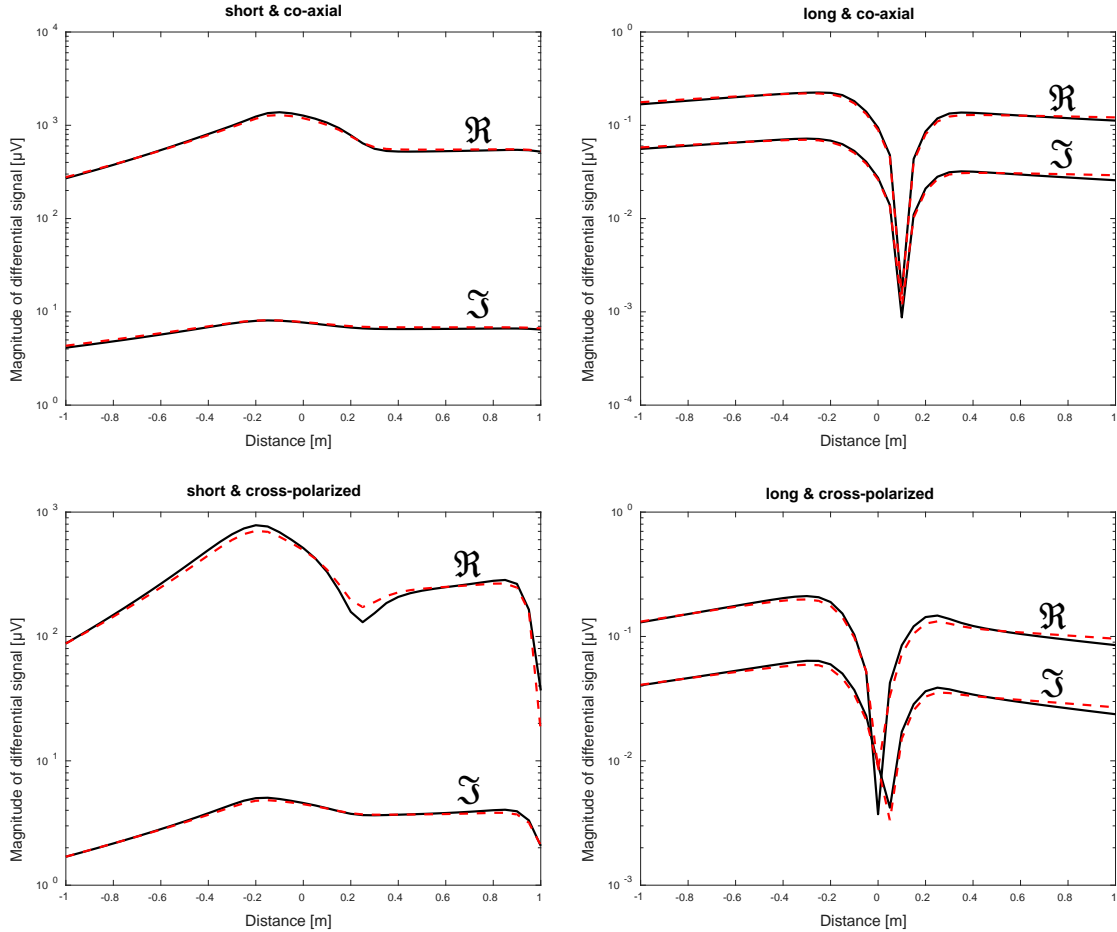 short & co-axial
Magnitude of differential signal [µV]
10^4
10^3
10^2
10^1
10^0
ℜ
ℑ
-1 -0.8 -0.6 -0.4 -0.2 0 0.2 0.4 0.6 0.8 1
Distance [m]
long & co-axial
Magnitude of differential signal [µV]
10^0
10^-1
10^-2
10^-3
10^-4
ℜ
ℑ
-1 -0.8 -0.6 -0.4 -0.2 0 0.2 0.4 0.6 0.8 1
Distance [m]
short & cross-polarized
Magnitude of differential signal [µV]
10^3
10^2
10^1
10^0
ℜ
ℑ
-1 -0.8 -0.6 -0.4 -0.2 0 0.2 0.4 0.6 0.8 1
Distance [m]
long & cross-polarized
Magnitude of differential signal [µV]
10^0
10^-1
10^-2
10^-3
ℜ
ℑ
-1 -0.8 -0.6 -0.4 -0.2 0 0.2 0.4 0.6 0.8 1
Distance [m]